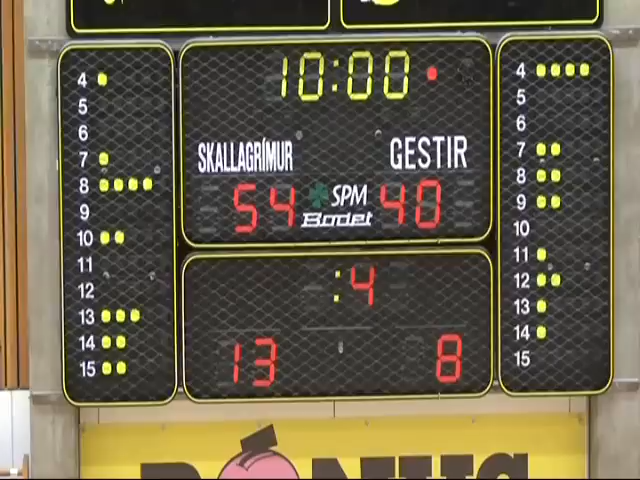 10:00
SKALLAGRÍMUR GESTIR
54 SPM 40
Bodet
:4
13 8
4 5 6 7 8 9 10 11 12 13 14 15
4 5 6 7 8 9 10 11 12 13 14 15
BÓNUS